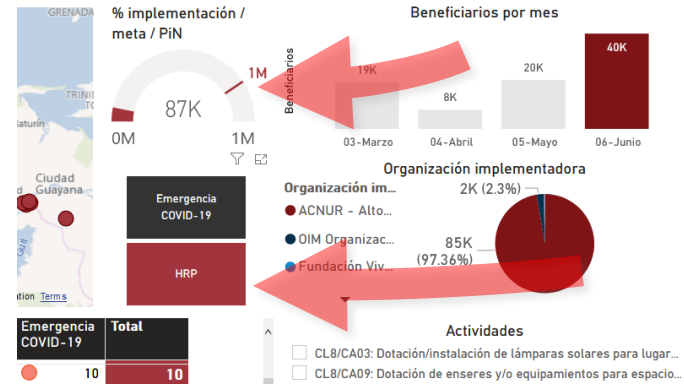 GRENADA
% implementación /
meta / PiN
1M
87K
0M
1M
Beneficiarios por mes
Beneficiarios
19K
8K
20K
40K
03-Marzo
04-Abril
05-Mayo
06-Junio
TRINI
TO
laturín
Ciudad
Guayana
Terms
Emergencia
COVID-19
HRP
Organización implementadora
Organización im...
ACNUR - Alto...
OIM Organizac...
Fundación Viv...
2K (2.3%)
85K
(97.36%)
Emergencia
COVID-19
Total
10
10
Actividades
CL8/CA03: Dotación/instalación de lámparas solares para lugar...
CL8/CA09: Dotación de enseres y/o equipamientos para espacio...